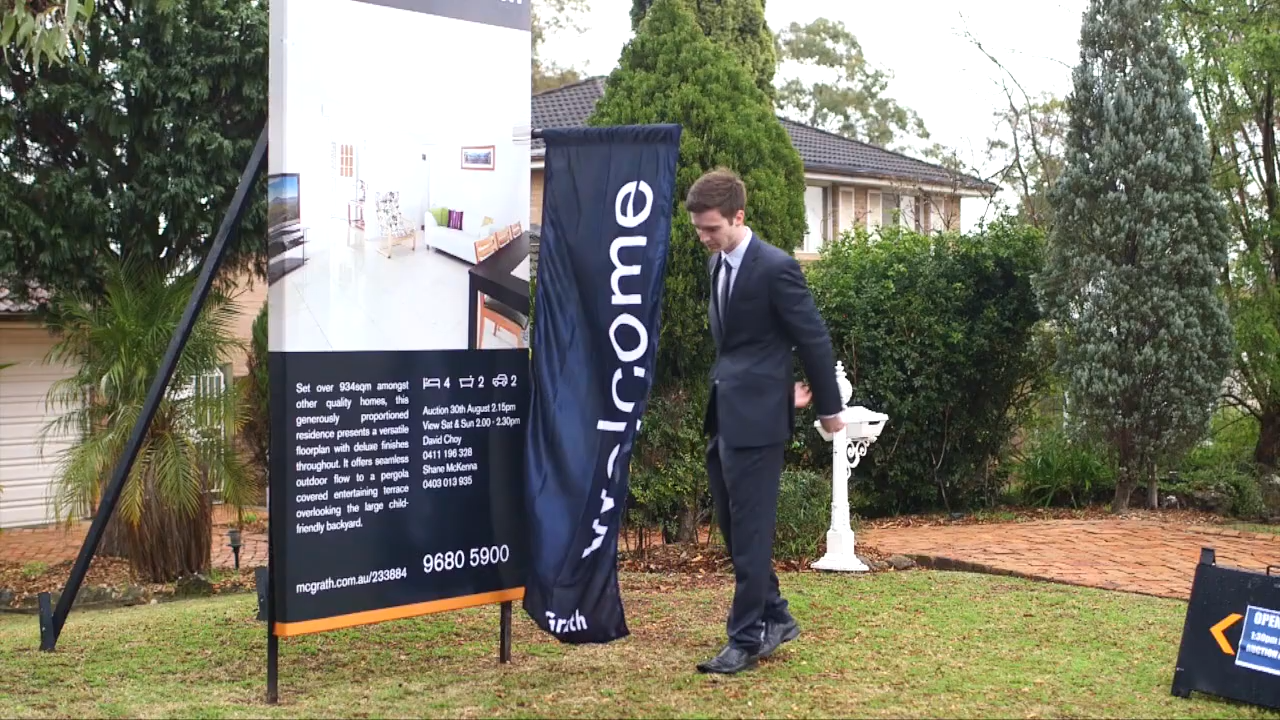 Set over 934sqm amongst
other quality homes, this
generously proportioned
residence presents a versatile
floorplan with deluxe finishes
throughout. It offers seamless
outdoor flow to a pergola
covered entertaining terrace
overlooking the large child-
friendly backyard.
4 2 2
Auction 30th August 2.15pm
View Sat & Sun 2.00 - 2.30pm
David Choy
0411 196 328
Shane McKenna
0403 013 935
mcgrath.com.au/233884
9680 5900
welcome
Grath
OPEN
1:30pm
AUCTION